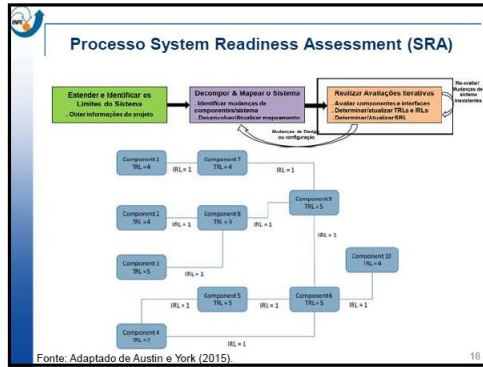 INPE
Processo System Readiness Assessment (SRA)
Entender e Identificar os
Limites do Sistema
. Obter informações do projeto
Decompor & Mapear o Sistema
. Identificar mudanças de
componentes/sistema
. Desenvolver/Atualizar mapeamento
Realizar Avaliações Iterativas
. Avaliar componentes e interfaces
. Determinar/atualizar TRLs e IRLs
. Determinar/Atualizar SRL
Re-avaliar/
Mudanças de
sistema
inexistentes
Mudanças de Design
ou configuração
Component 1
TRL = 4
IRL = 1
Component 7
TRL = 4
IRL = 1
Component 2
TRL = 4
IRL = 1
Component 8
TRL = 3
IRL = 1
Component 9
TRL = 5
IRL = 1
Component 3
TRL = 5
IRL = 1
Component 10
TRL = 4
Component 5
TRL = 5
IRL = 1
IRL = 1
Component 6
TRL = 5
IRL = 1
Component 4
TRL = 7
IRL = 1
Fonte: Adaptado de Austin e York (2015).
18